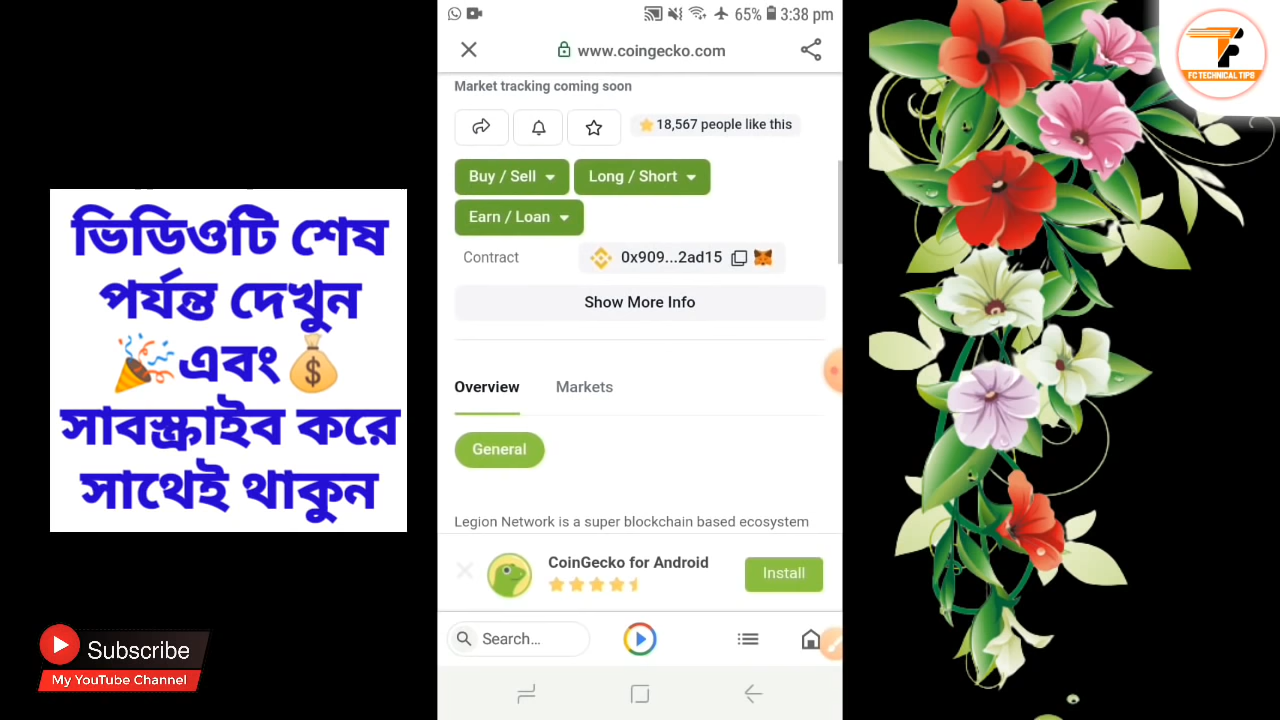 ভিডিওটি শেষ
পর্যন্ত দেখুন
🎉এবং💰
সাবস্ক্রাইব করে
সাথেই থাকুন
Subscribe
My YouTube Channel
65% 3:38 pm
www.coingecko.com
Market tracking coming soon
18,567 people like this
Buy / Sell Long / Short
Earn / Loan
Contract 0x909...2ad15
Show More Info
Overview Markets
General
Legion Network is a super blockchain based ecosystem
CoinGecko for Android
Install
Search...
TF
FC TECHNICAL TIPS